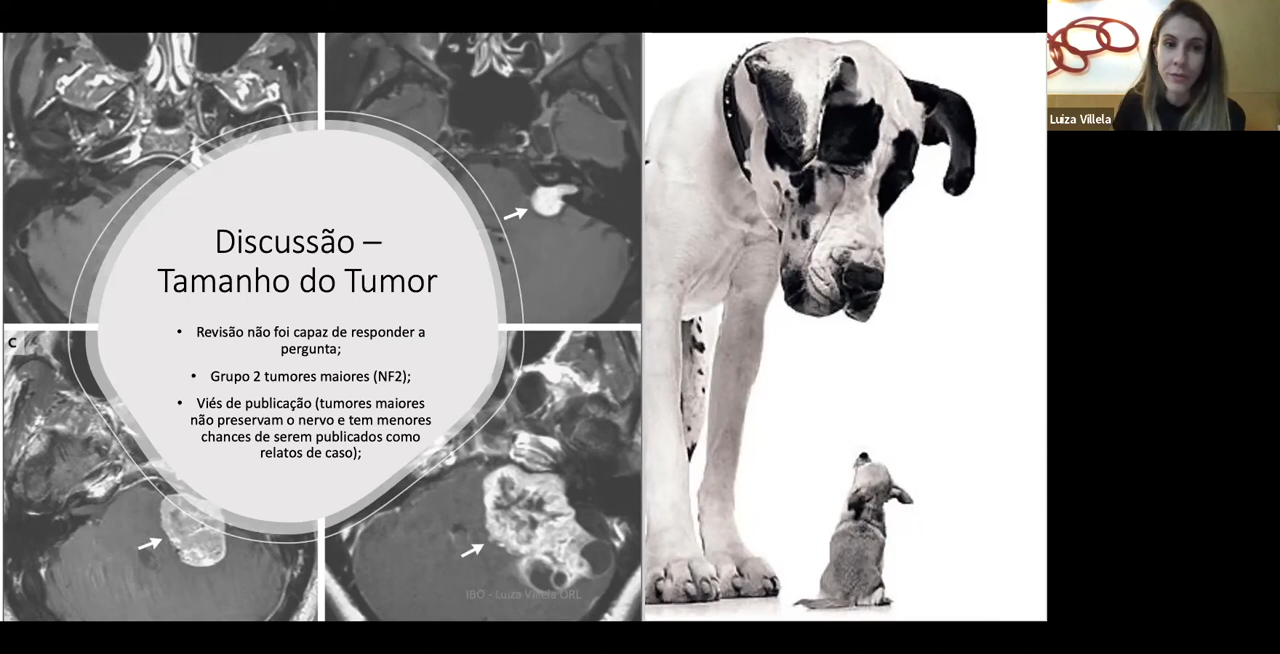 Discussão –
Tamanho do Tumor
• Revisão não foi capaz de responder a
pergunta;
• Grupo 2 tumores maiores (NF2);
• Viés de publicação (tumores maiores
não preservam o nervo e tem menores
chances de serem publicados como
relatos de caso);
C
IBO - Luiza Villela ORL
Luiza Villela